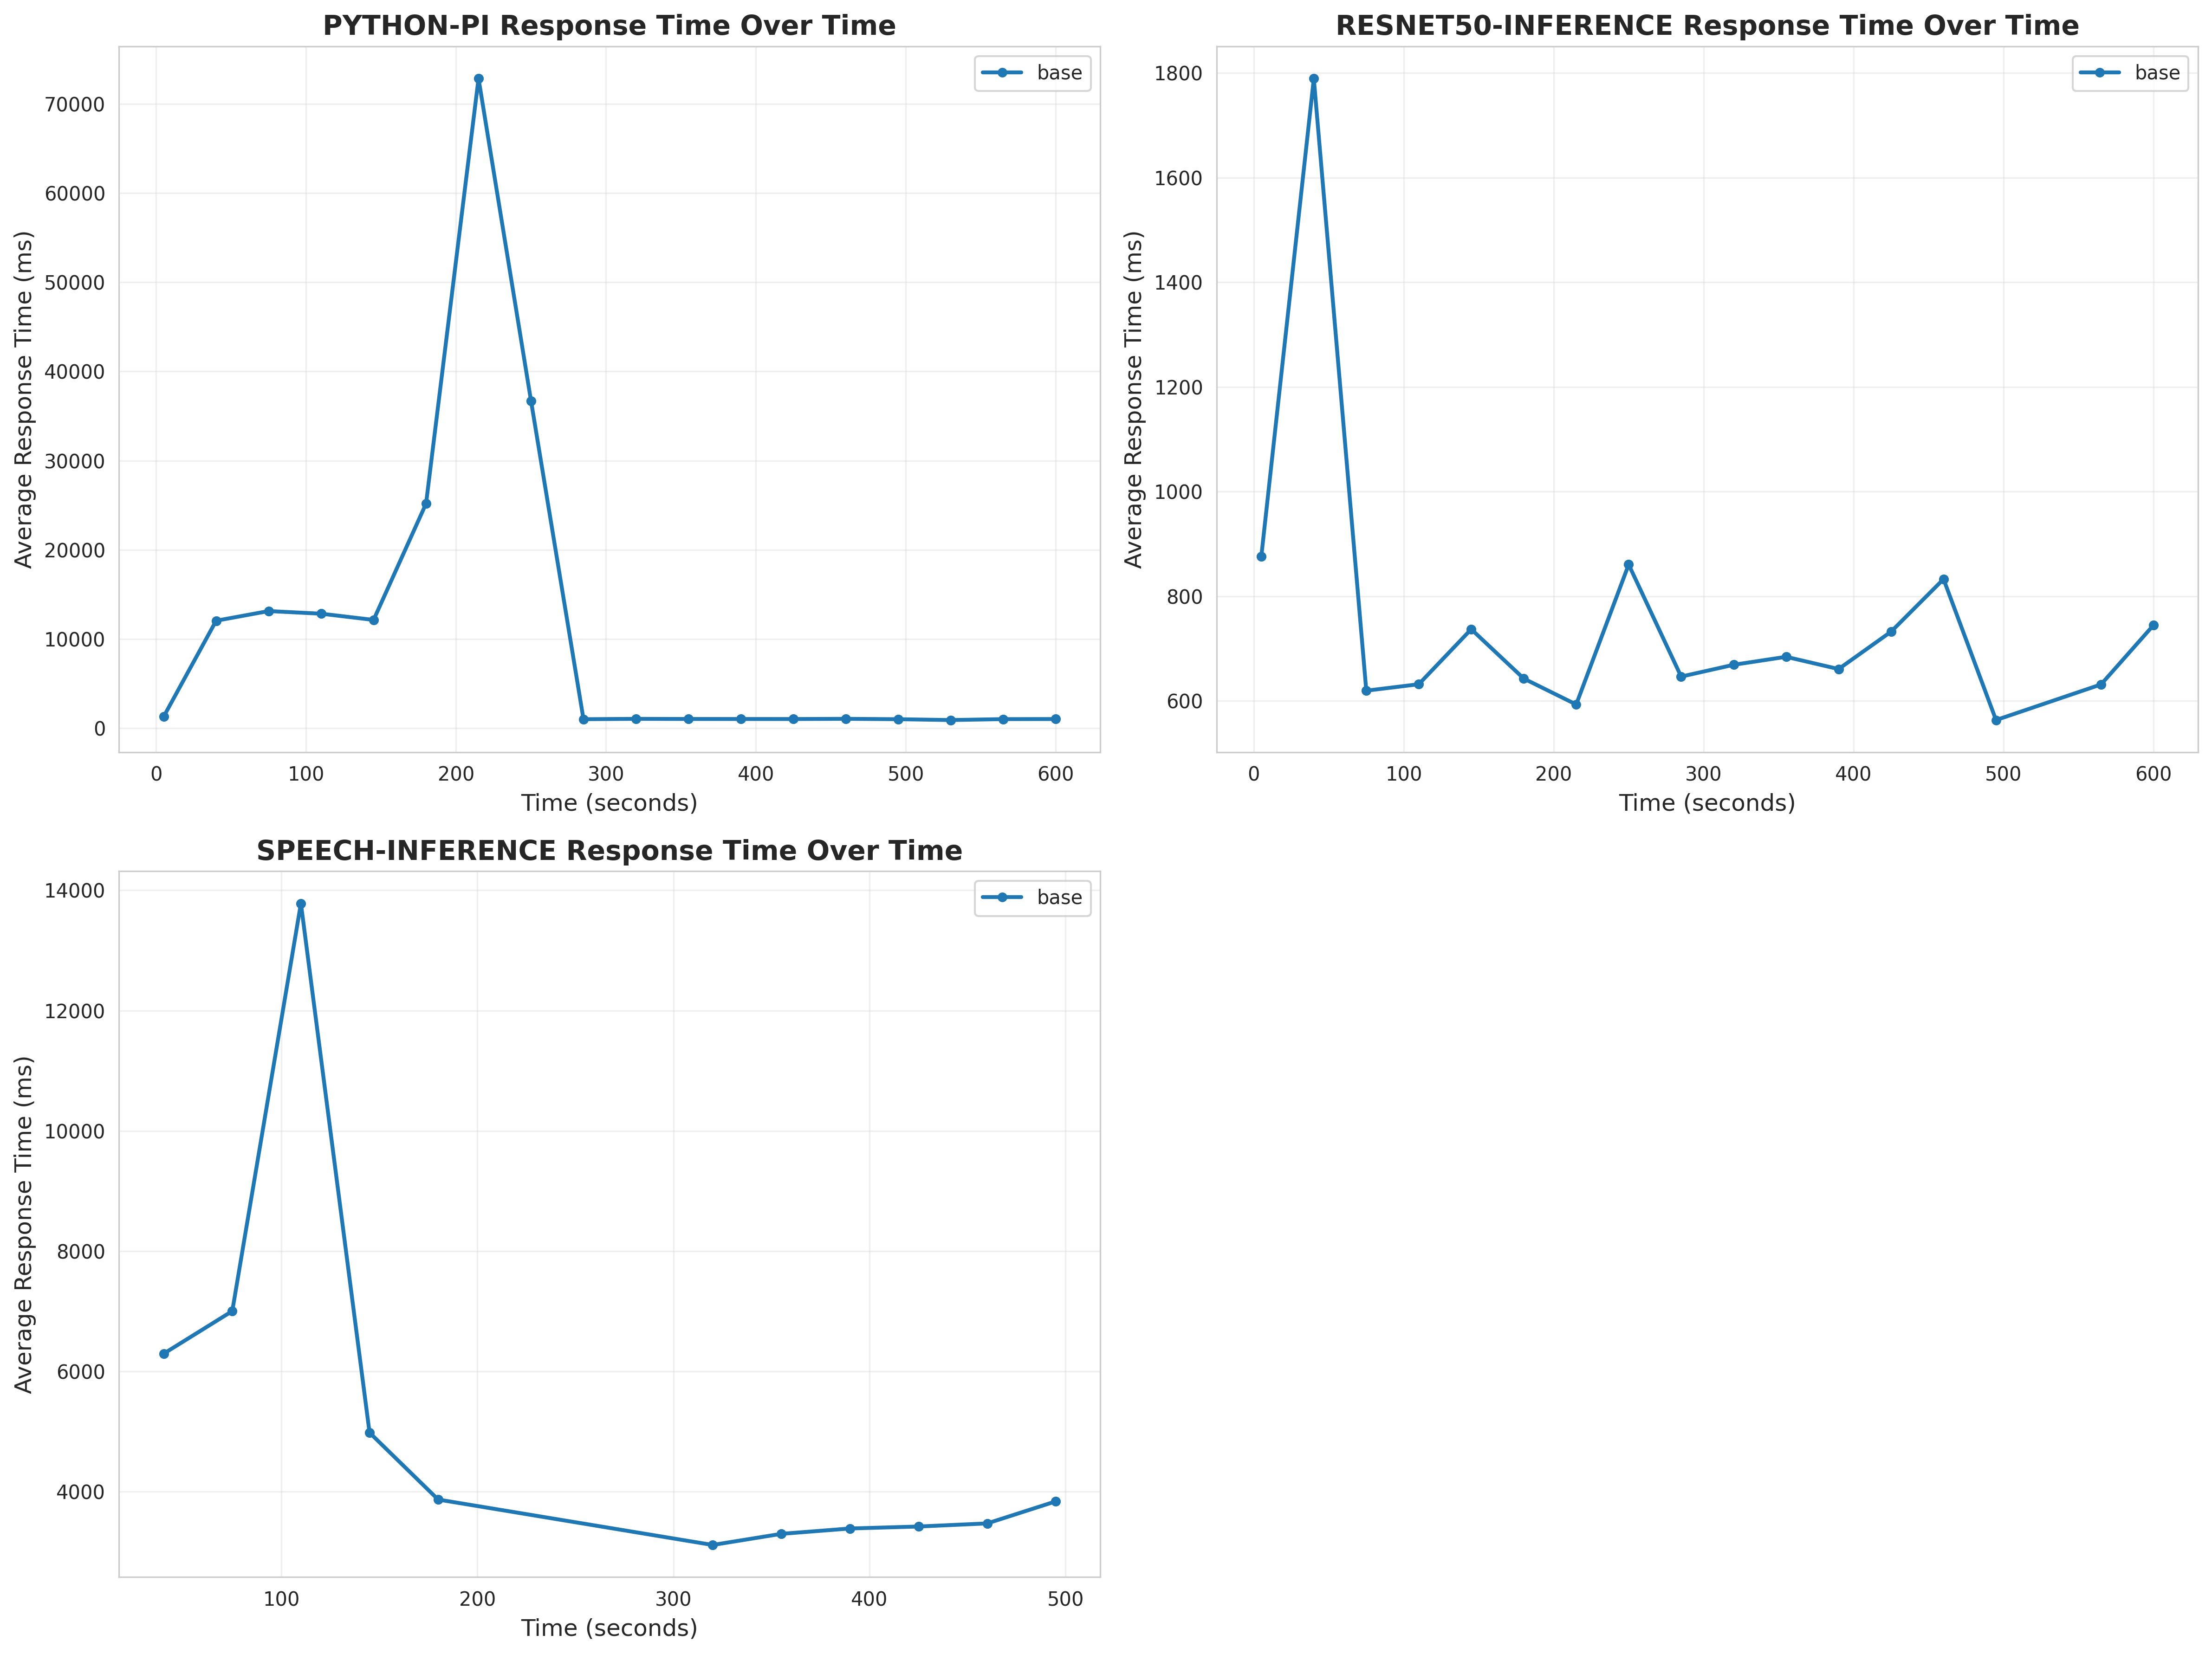 PYTHON-PI Response Time Over Time
base
Average Response Time (ms)
70000
60000
50000
40000
30000
20000
10000
0
0 100 200 300 400 500 600
Time (seconds)
RESNET50-INFERENCE Response Time Over Time
base
Average Response Time (ms)
1800
1600
1400
1200
1000
800
600
0 100 200 300 400 500 600
Time (seconds)
SPEECH-INFERENCE Response Time Over Time
base
Average Response Time (ms)
14000
12000
10000
8000
6000
4000
100 200 300 400 500
Time (seconds)